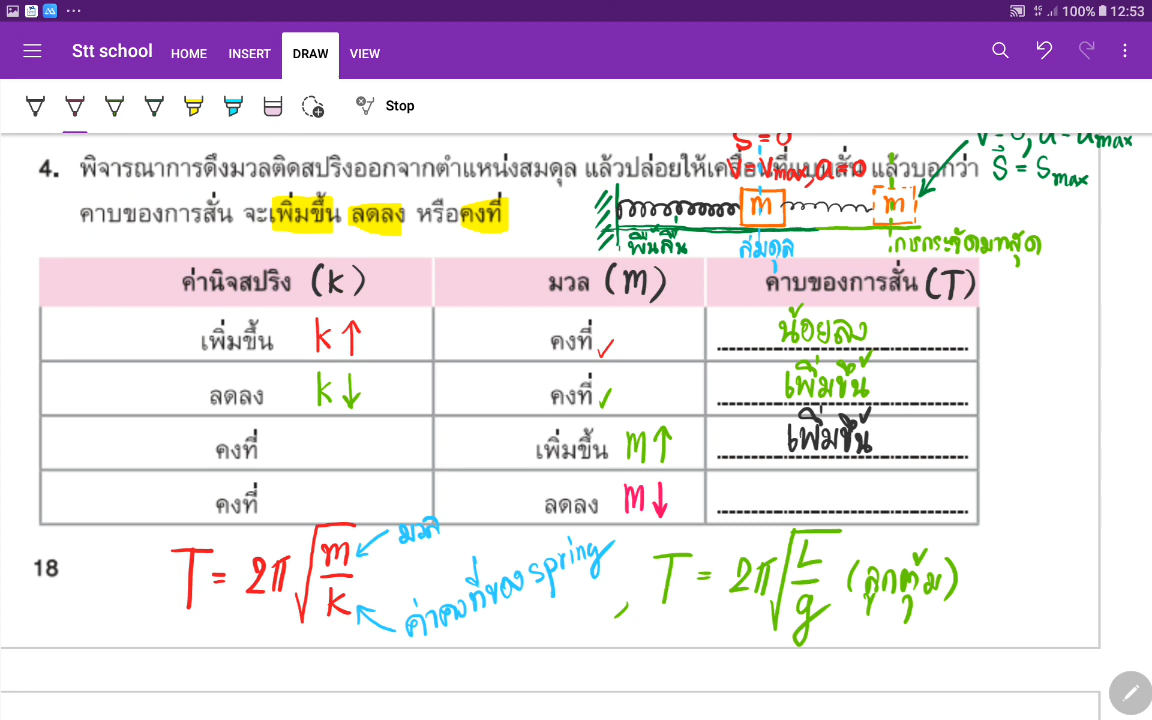 100% 12:53
Stt school HOME INSERT DRAW VIEW
Stop
S = 0
V = Vmax, a = 0
V = 0, a = amax
S = Smax
4. พิจารณาการดึงมวลติดสปริงออกจากตำแหน่งสมดุล แล้วปล่อยให้เคลื่อนที่แบบสั่น แล้วบอกว่า
คาบของการสั่น จะเพิ่มขึ้น ลดลง หรือคงที่
m m
พื้นลื่น สมดุล การกระจัดมากสุด
ค่านิจสปริง (k) มวล (m) คาบของการสั่น (T)
เพิ่มขึ้น k↑ คงที่ ✓ น้อยลง
ลดลง k↓ คงที่ ✓ เพิ่มขึ้น
คงที่ เพิ่มขึ้น m↑ เพิ่มขึ้น
คงที่ ลดลง m↓
18 T = 2π√(m/k) มวล ค่าคงที่ของ spring , T = 2π√(L/g) (ลูกตุ้ม)